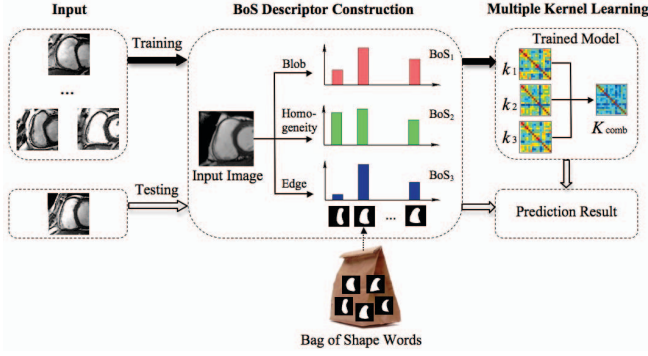 Input
BoS Descriptor Construction
Multiple Kernel Learning
Training
...
Testing
Input Image
Blob
Homo-
geneity
Edge
BoS1
BoS2
BoS3
...
Bag of Shape Words
Trained Model
k1
k2
k3
Kcomb
Prediction Result